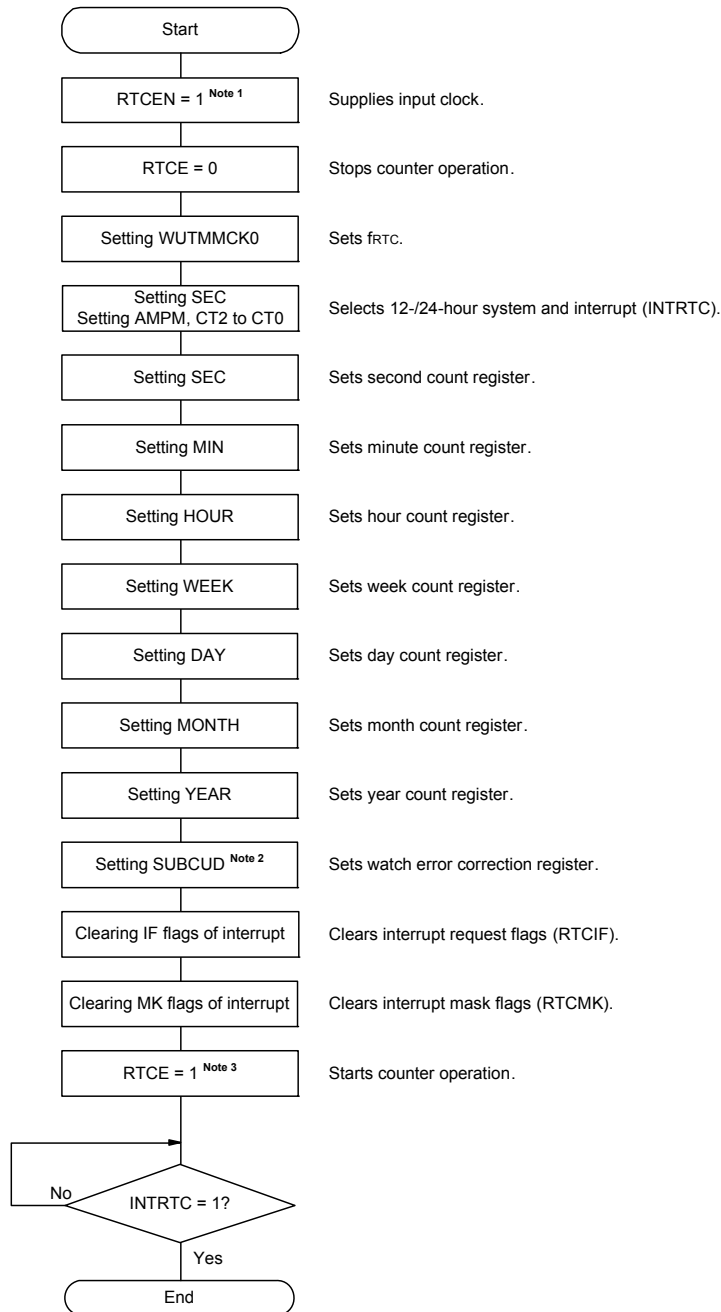 Start
RTCEN = 1 Note 1 Supplies input clock.
RTCE = 0 Stops counter operation.
Setting WUTMMCK0 Sets fRTC.
Setting SEC
Setting AMPM, CT2 to CT0 Selects 12-/24-hour system and interrupt (INTRTC).
Setting SEC Sets second count register.
Setting MIN Sets minute count register.
Setting HOUR Sets hour count register.
Setting WEEK Sets week count register.
Setting DAY Sets day count register.
Setting MONTH Sets month count register.
Setting YEAR Sets year count register.
Setting SUBCUD Note 2 Sets watch error correction register.
Clearing IF flags of interrupt Clears interrupt request flags (RTCIF).
Clearing MK flags of interrupt Clears interrupt mask flags (RTCMK).
RTCE = 1 Note 3 Starts counter operation.
No
INTRTC = 1?
Yes
End